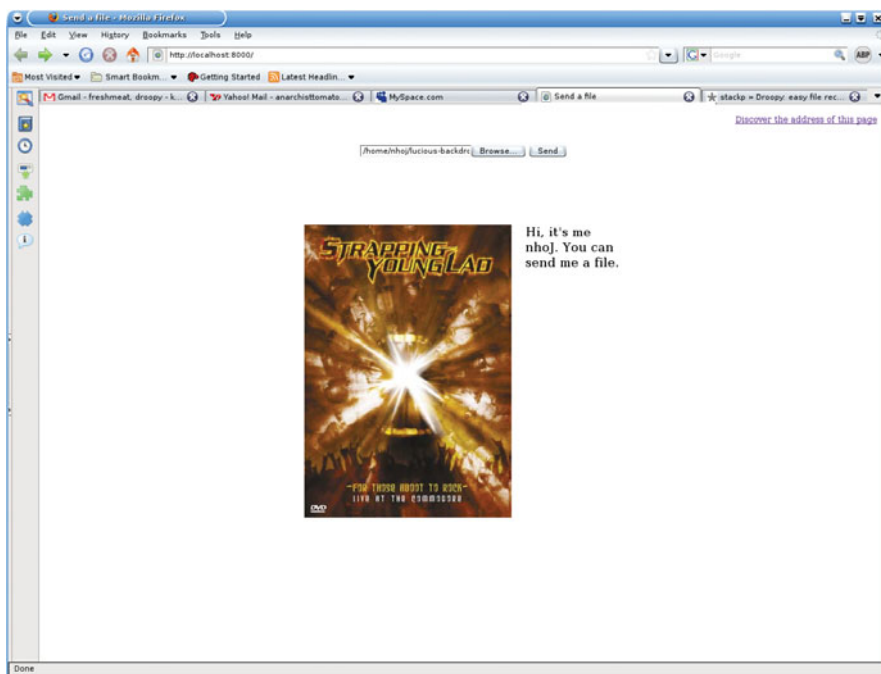 Send a file - Mozilla Firefox
File Edit View History Bookmarks Tools Help
http://localhost:8000/
Google
ABP
Most Visited Smart Bookm... Getting Started Latest Headlin...
Gmail - freshmeat, droopy - k... Yahoo! Mail - anarchisttomato... MySpace.com Send a file stackp » Droopy: easy file rec...
Discover the address of this page
/home/nhoj/lucious-backdro Browse... Send
Hi, it's me
nhoJ. You can
send me a file.
STRAPPING
YOUNG LAD
-FOR THOSE ABOUT TO ROCK-
LIVE AT THE COMMODORE
DVD
Done